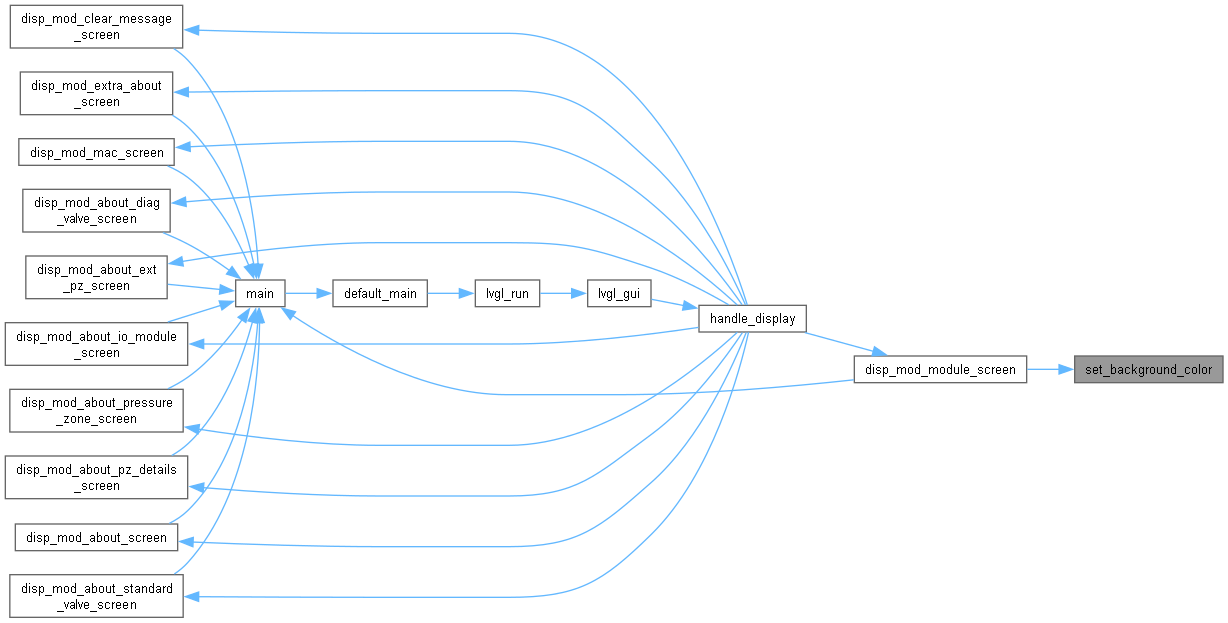 disp_mod_clear_message
_screen
disp_mod_extra_about
_screen
disp_mod_mac_screen
disp_mod_about_diag
_valve_screen
disp_mod_about_ext
_pz_screen
disp_mod_about_io_module
_screen
disp_mod_about_pressure
_zone_screen
disp_mod_about_pz_details
_screen
disp_mod_about_screen
disp_mod_about_standard
_valve_screen
main
default_main
lvgl_run
lvgl_gui
handle_display
disp_mod_module_screen
set_background_color